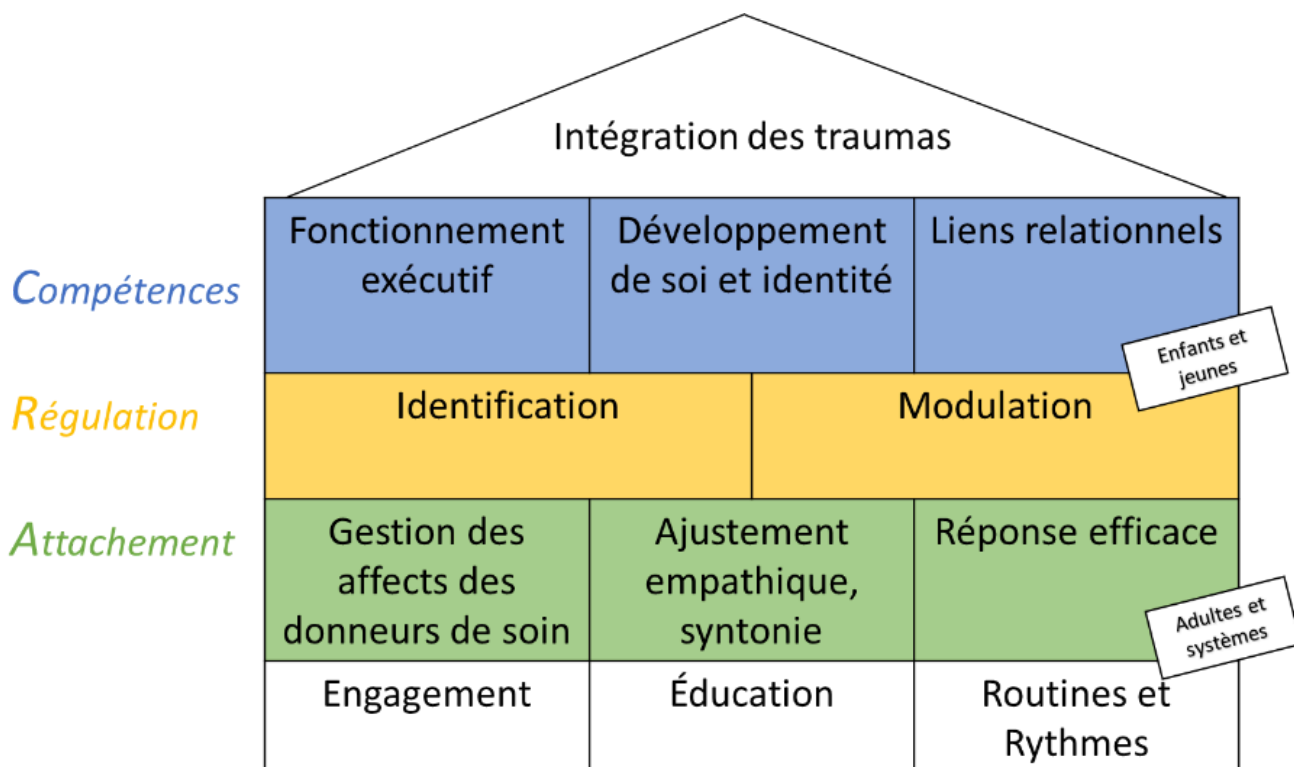 Intégration des traumas
Compétences
Fonctionnement
exécutif
Développement
de soi et identité
Liens relationnels
Enfants et
jeunes
Régulation
Identification
Modulation
Attachement
Gestion des
affects des
donneurs de soin
Ajustement
empathique,
syntonie
Réponse efficace
Adultes et
systèmes
Engagement
Éducation
Routines et
Rythmes